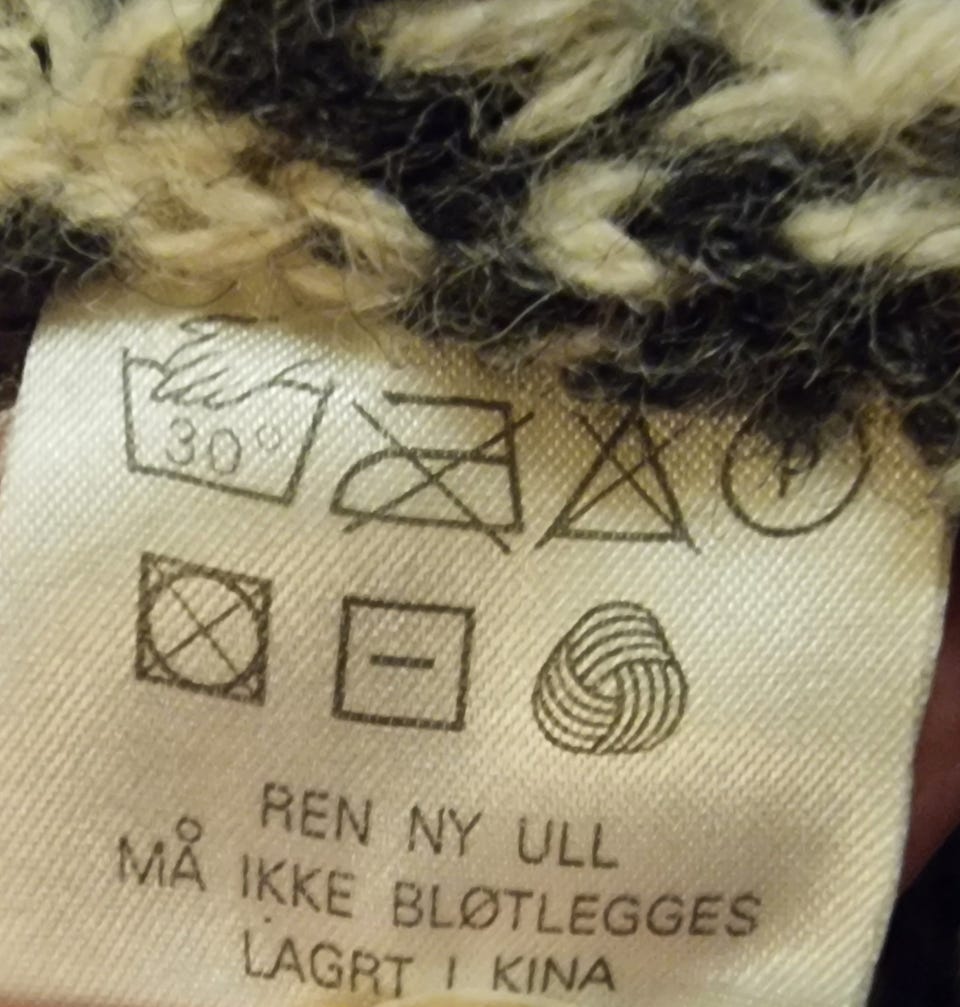 30°
P
REN NY ULL
MÅ IKKE BLØTLEGGES
LAGRT I KINA